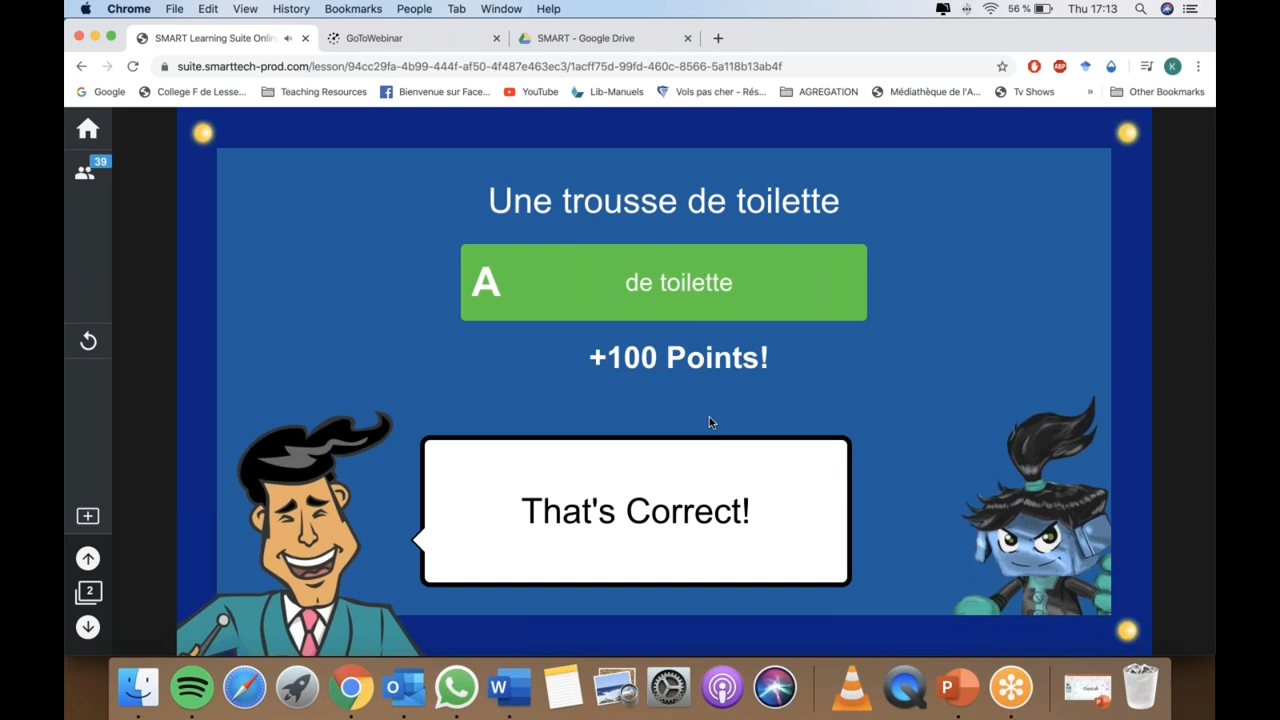 Chrome File Edit View History Bookmarks People Tab Window Help 56 % Thu 17:13
SMART Learning Suite Onlin GoToWebinar SMART - Google Drive
suite.smarttech-prod.com/lesson/94cc29fa-4b99-444f-af50-4f487e463ec3/1acff75d-99fd-460c-8566-5a118b13ab4f ABP K
Google College F de Lesse... Teaching Resources Bienvenue sur Face... YouTube Lib-Manuels Vols pas cher - Rés... AGREGATION Médiathèque de l'A... Tv Shows » Other Bookmarks
39
Une trousse de toilette
A de toilette
+100 Points!
That's Correct!
2